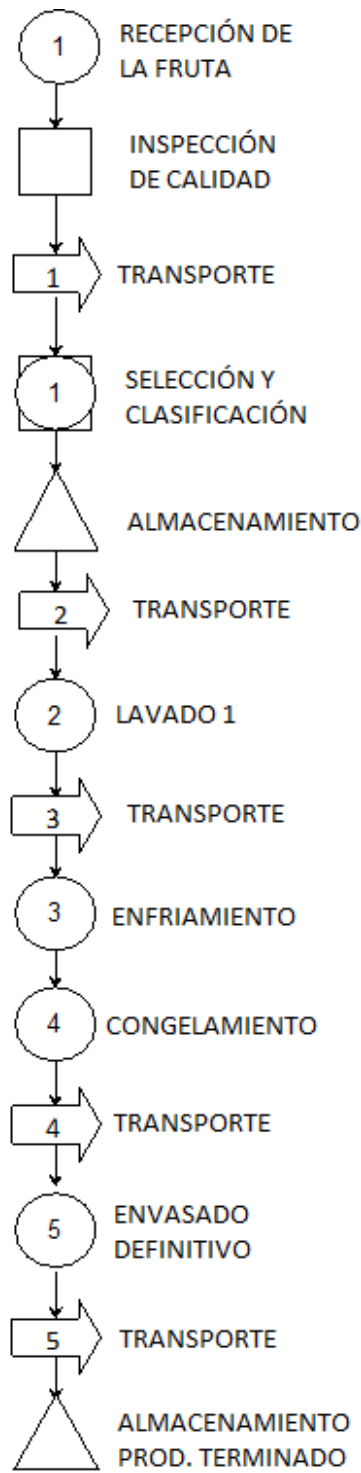 1
RECEPCIÓN DE
LA FRUTA
INSPECCIÓN
DE CALIDAD
1
TRANSPORTE
1
SELECCIÓN Y
CLASIFICACIÓN
ALMACENAMIENTO
2
TRANSPORTE
2
LAVADO 1
3
TRANSPORTE
3
ENFRIAMIENTO
4
CONGELAMIENTO
4
TRANSPORTE
5
ENVASADO
DEFINITIVO
5
TRANSPORTE
ALMACENAMIENTO
PROD. TERMINADO